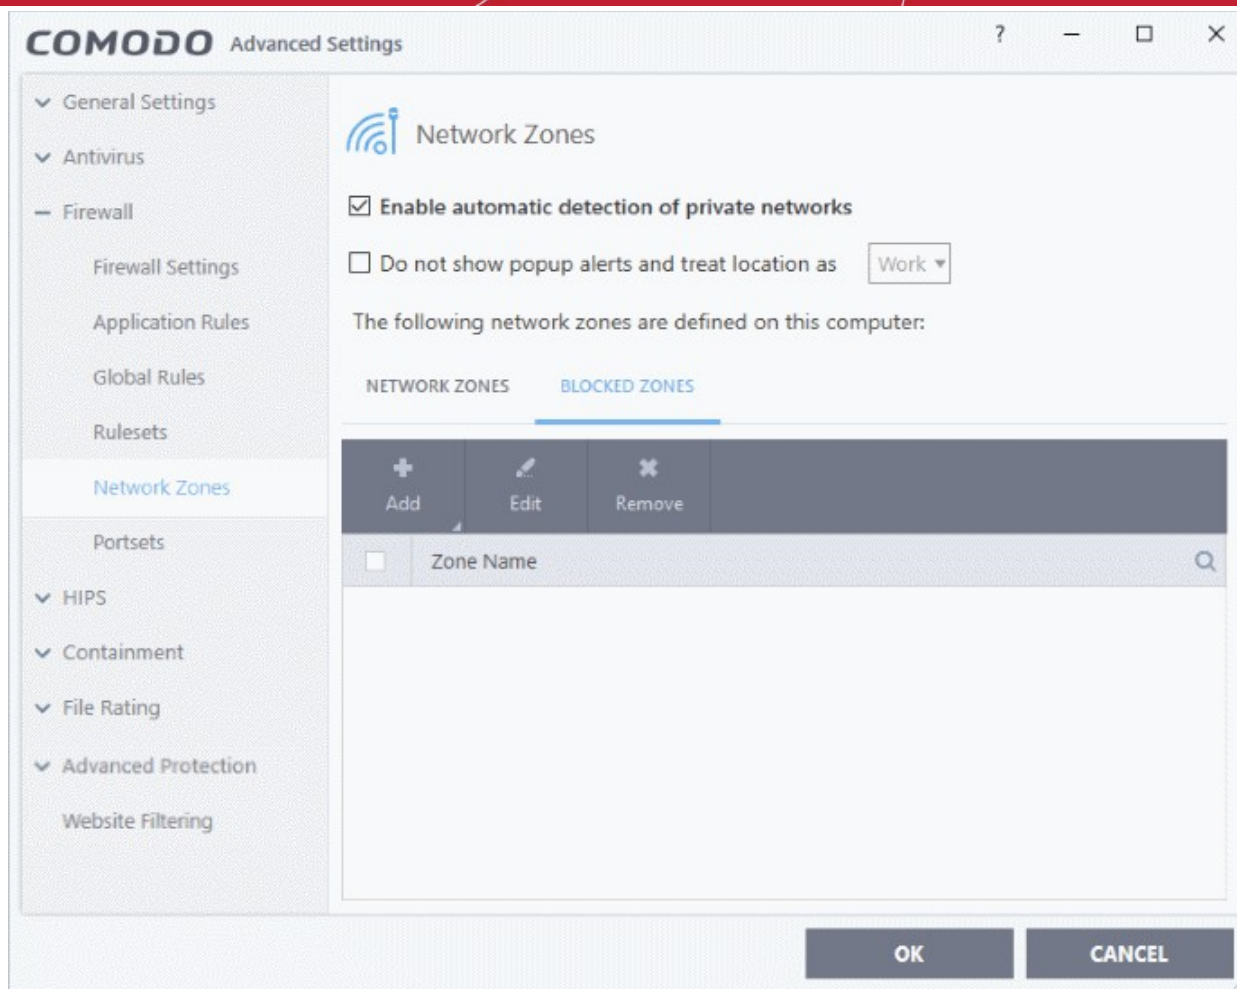 COMODO Advanced Settings ?
General Settings
Antivirus
Firewall
Firewall Settings
Application Rules
Global Rules
Rulesets
Network Zones
Portsets
HIPS
Containment
File Rating
Advanced Protection
Website Filtering
Network Zones
Enable automatic detection of private networks
Do not show popup alerts and treat location as Work
The following network zones are defined on this computer:
NETWORK ZONES BLOCKED ZONES
Add Edit Remove
Zone Name
OK CANCEL